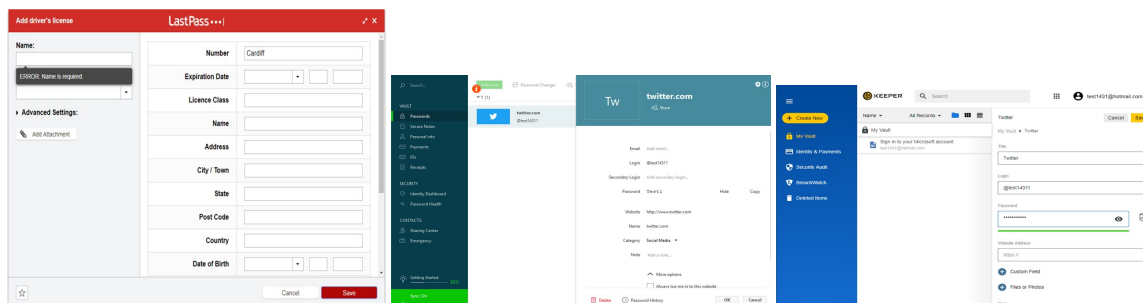 Add driver's license
LastPass •••|
Name:
ERROR: Name is required.
Advanced Settings:
Add Attachment
Number
Cardiff
Expiration Date
Licence Class
Name
Address
City / Town
State
Post Code
Country
Date of Birth
Cancel
Save
Search...
VAULT
Passwords
Secure Notes
Personal Info
Payments
IDs
Receipts
SECURITY
Identity Dashboard
Password Health
CONTACTS
Sharing Center
Emergency
Getting Started
Sync: On
Password Changer
T (1)
twitter.com
@test14311
Tw
twitter.com
Share
Email
Add email...
Login
@test14311
Secondary Login
Add secondary login...
Password
Hide
Copy
Website
http://www.twitter.com
Name
twitter.com
Category
Social Media
Note
Add a note...
More options
Always log me in to this website
Delete
Password History
OK
Cancel
Create New
My Vault
Identity & Payments
Security Audit
BreachWatch
Deleted Items
KEEPER
Search
test1431@hotmail.com
Name
All Records
My Vault
Sign in to your Microsoft account
test1431@hotmail.com
Twitter
Cancel
My Vault
Twitter
Title
Twitter
Login
@test14311
Password
Website Address
https://
Custom Field
Files or Photos